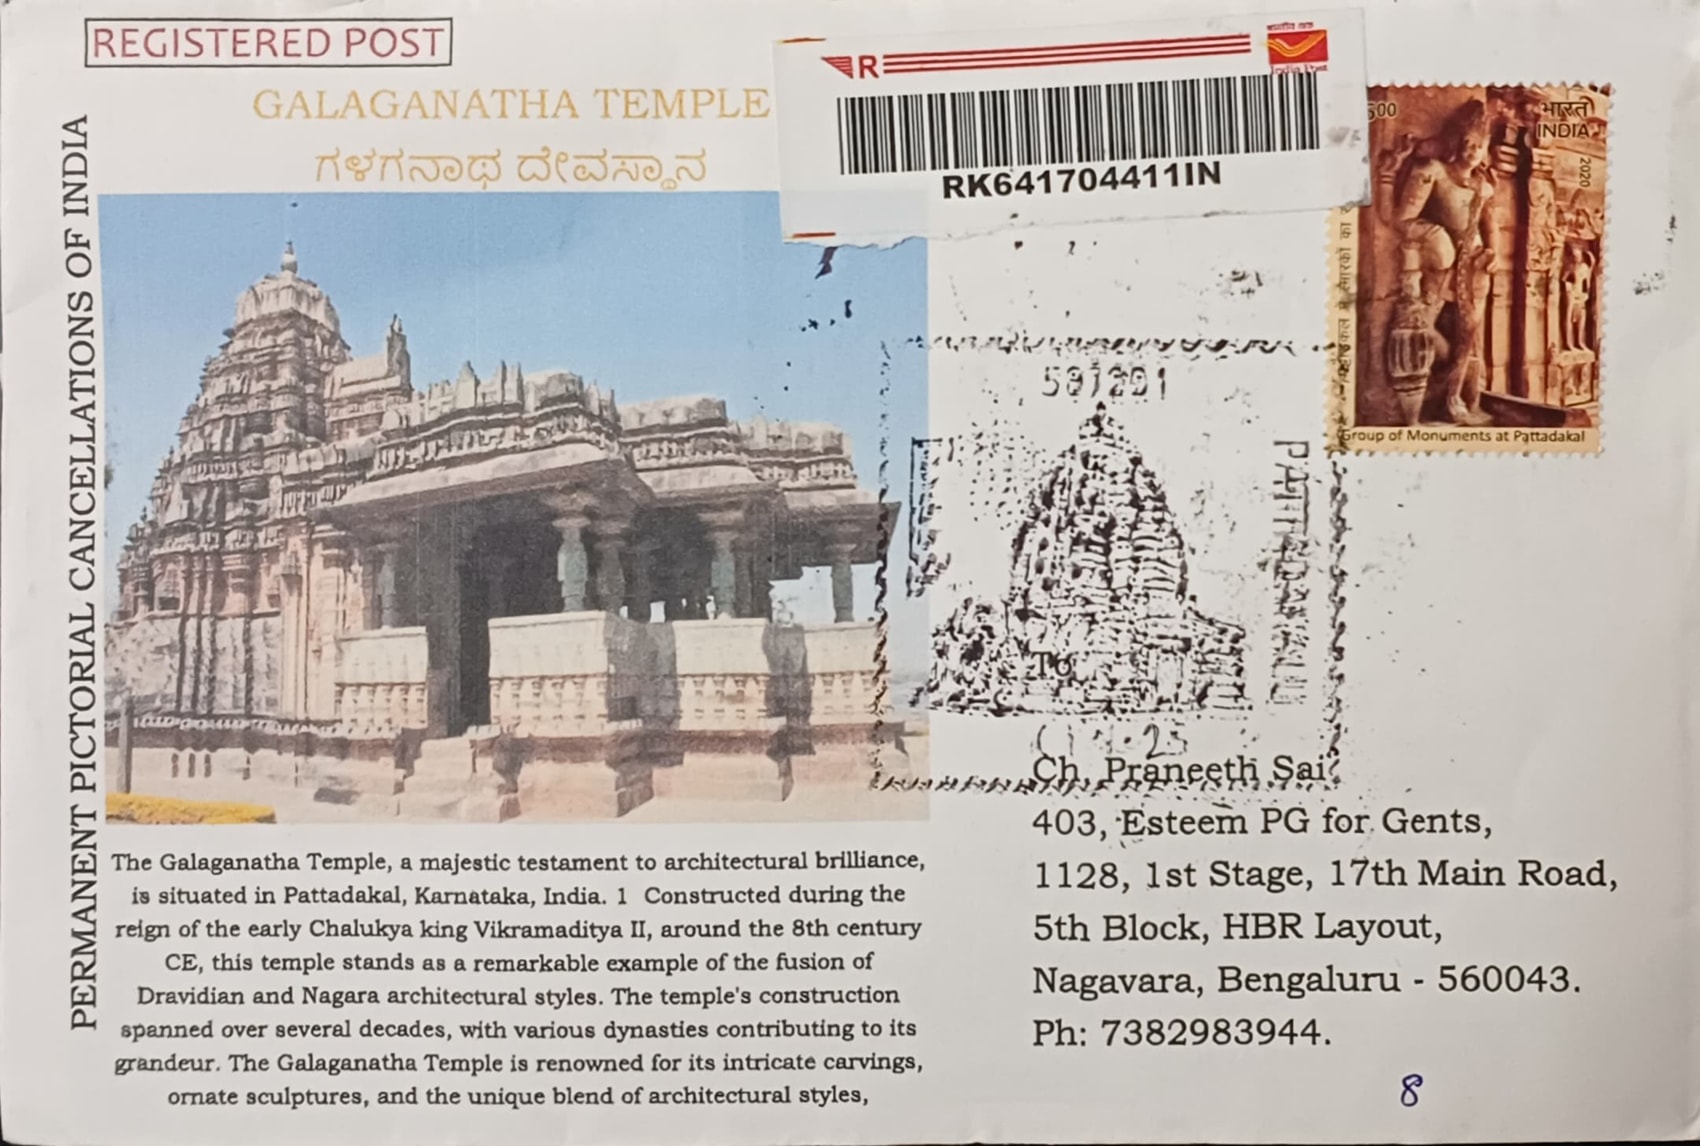 REGISTERED POST
GALAGANATHA TEMPLE
ಗಳಗನಾಥ ದೇವಸ್ಥಾನ
PERMANENT PICTORIAL CANCELLATIONS OF INDIA
R
India Post
RK641704411IN
भारत
INDIA
2020
Group of Monuments at Pattadakal
587201
PATTADAKALU
The Galaganatha Temple, a majestic testament to architectural brilliance,
is situated in Pattadakal, Karnataka, India. 1 Constructed during the
reign of the early Chalukya king Vikramaditya II, around the 8th century
CE, this temple stands as a remarkable example of the fusion of
Dravidian and Nagara architectural styles. The temple's construction
spanned over several decades, with various dynasties contributing to its
grandeur. The Galaganatha Temple is renowned for its intricate carvings,
ornate sculptures, and the unique blend of architectural styles,
To
Ch. Praneeth Sai
403, Esteem PG for Gents,
1128, 1st Stage, 17th Main Road,
5th Block, HBR Layout,
Nagavara, Bengaluru - 560043.
Ph: 7382983944.
8